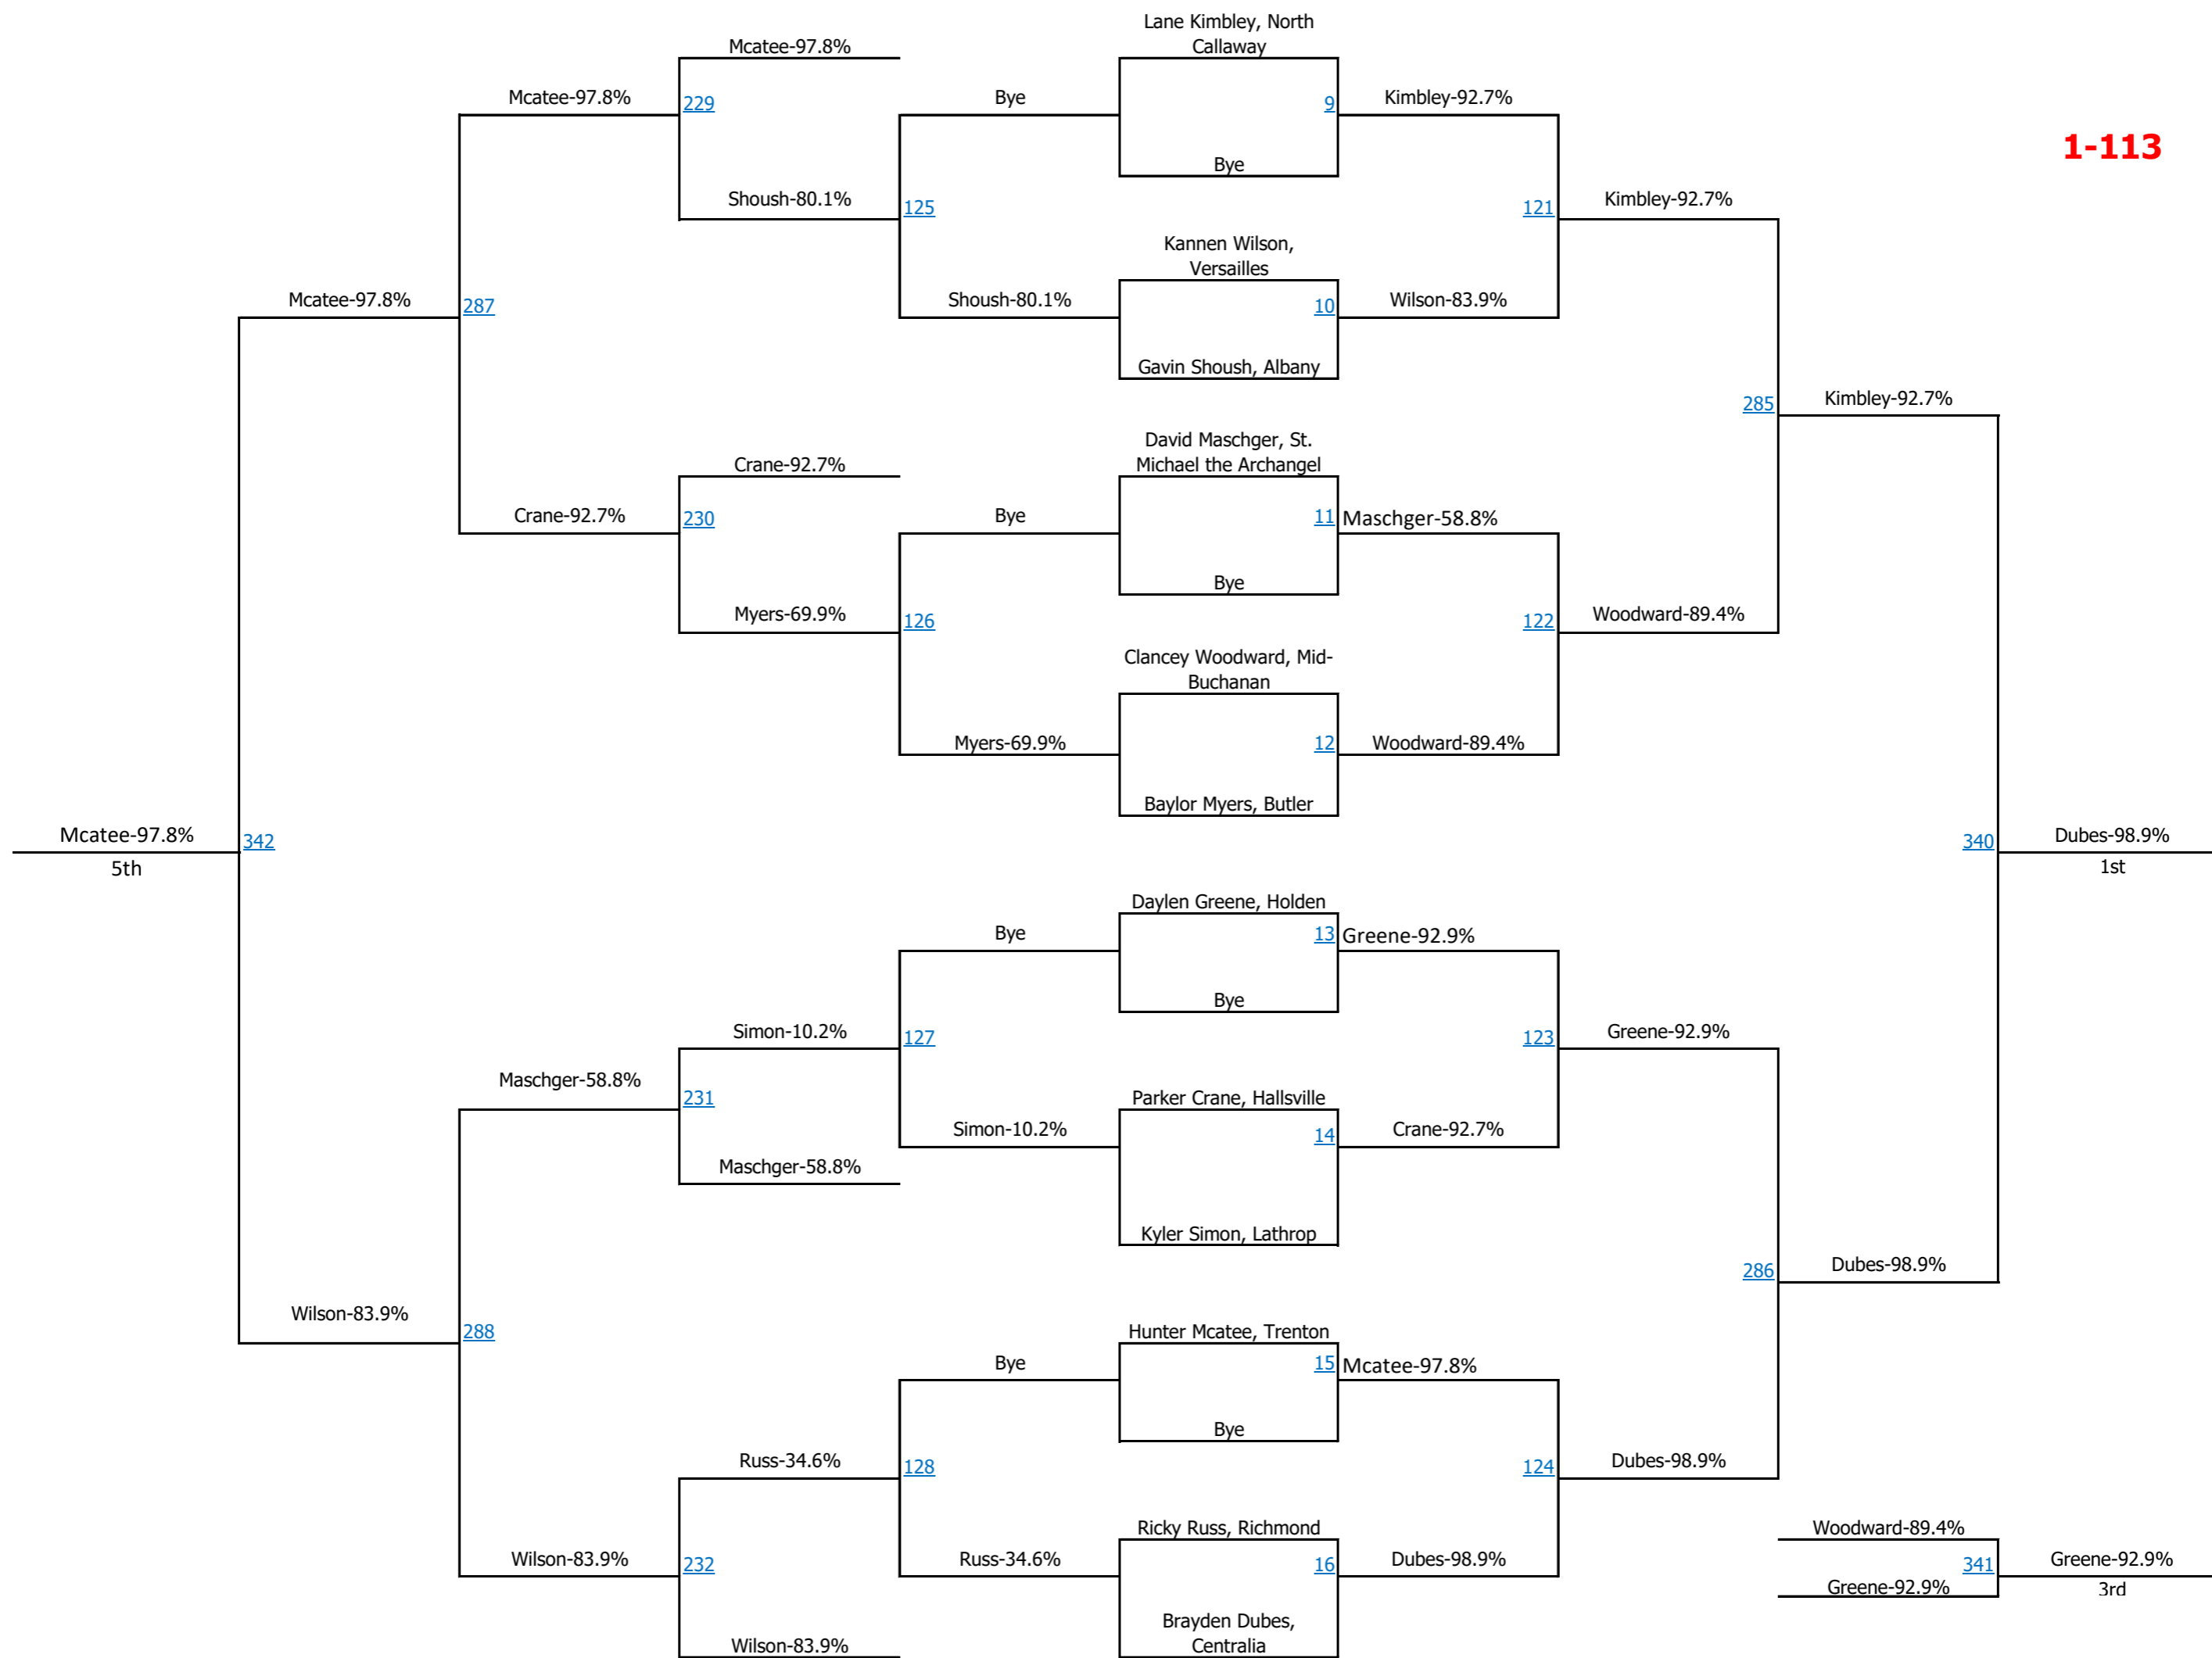 Lane Kimbley, North
Callaway
Mcatee-97.8%
Mcatee-97.8%
229
Bye
9
Kimbley-92.7%
1-113
Bye
Shoush-80.1%
125
121
Kimbley-92.7%
Kannen Wilson,
Versailles
Mcatee-97.8%
287
Shoush-80.1%
10
Wilson-83.9%
Gavin Shoush, Albany
285
Kimbley-92.7%
David Maschger, St.
Michael the Archangel
Crane-92.7%
Crane-92.7%
230
Bye
11
Maschger-58.8%
Bye
Myers-69.9%
126
122
Woodward-89.4%
Clancey Woodward, Mid-
Buchanan
Myers-69.9%
12
Woodward-89.4%
Baylor Myers, Butler
Mcatee-97.8%
342
340
Dubes-98.9%
5th
1st
Daylen Greene, Holden
Bye
13
Greene-92.9%
Bye
Simon-10.2%
127
123
Greene-92.9%
Maschger-58.8%
231
Parker Crane, Hallsville
Simon-10.2%
14
Crane-92.7%
Maschger-58.8%
Kyler Simon, Lathrop
286
Dubes-98.9%
Wilson-83.9%
288
Hunter Mcatee, Trenton
Bye
15
Mcatee-97.8%
Bye
Russ-34.6%
128
124
Dubes-98.9%
Ricky Russ, Richmond
Woodward-89.4%
Wilson-83.9%
232
Russ-34.6%
16
Dubes-98.9%
341
Greene-92.9%
Greene-92.9%
3rd
Brayden Dubes,
Centralia
Wilson-83.9%